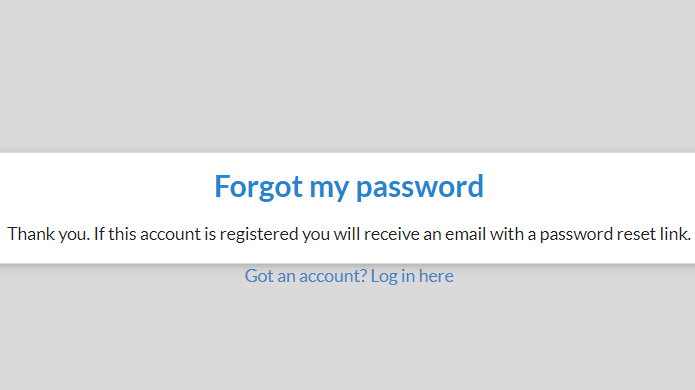 Forgot my password
Thank you. If this account is registered you will receive an email with a password reset link.
Got an account? Log in here